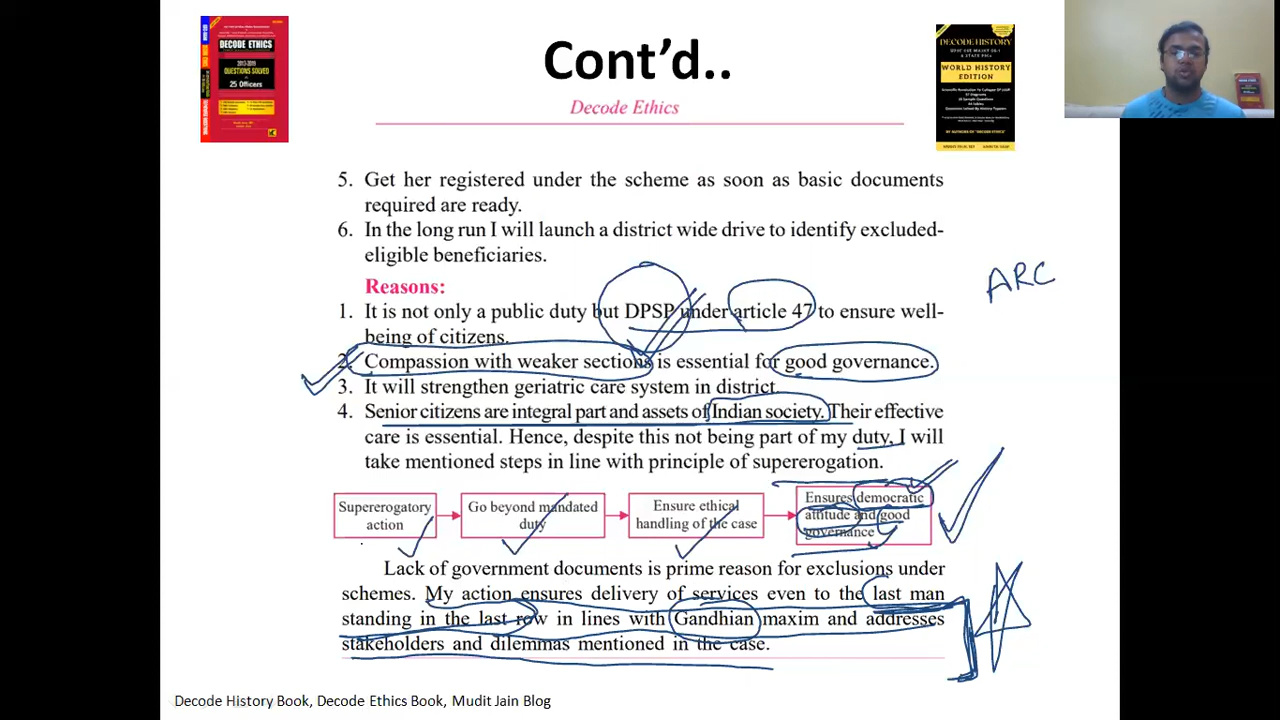 Cont'd..
Decode Ethics
DECODE ETHICS
QUESTIONS SOLVED
25 Officers
DECODE HISTORY
WORLD HISTORY
EDITION
5. Get her registered under the scheme as soon as basic documents
required are ready.
6. In the long run I will launch a district wide drive to identify excluded-
eligible beneficiaries.
ARC
Reasons:
1. It is not only a public duty but DPSP under article 47 to ensure well-
being of citizens.
2. Compassion with weaker sections is essential for good governance.
3. It will strengthen geriatric care system in district.
4. Senior citizens are integral part and assets of Indian society. Their effective
care is essential. Hence, despite this not being part of my duty, I will
take mentioned steps in line with principle of supererogation.
Supererogatory
action
Go beyond mandated
duty
Ensure ethical
handling of the case
Ensures democratic
attitude and good
governance
Lack of government documents is prime reason for exclusions under
schemes. My action ensures delivery of services even to the last man
standing in the last row in lines with Gandhian maxim and addresses
stakeholders and dilemmas mentioned in the case.
Decode History Book, Decode Ethics Book, Mudit Jain Blog